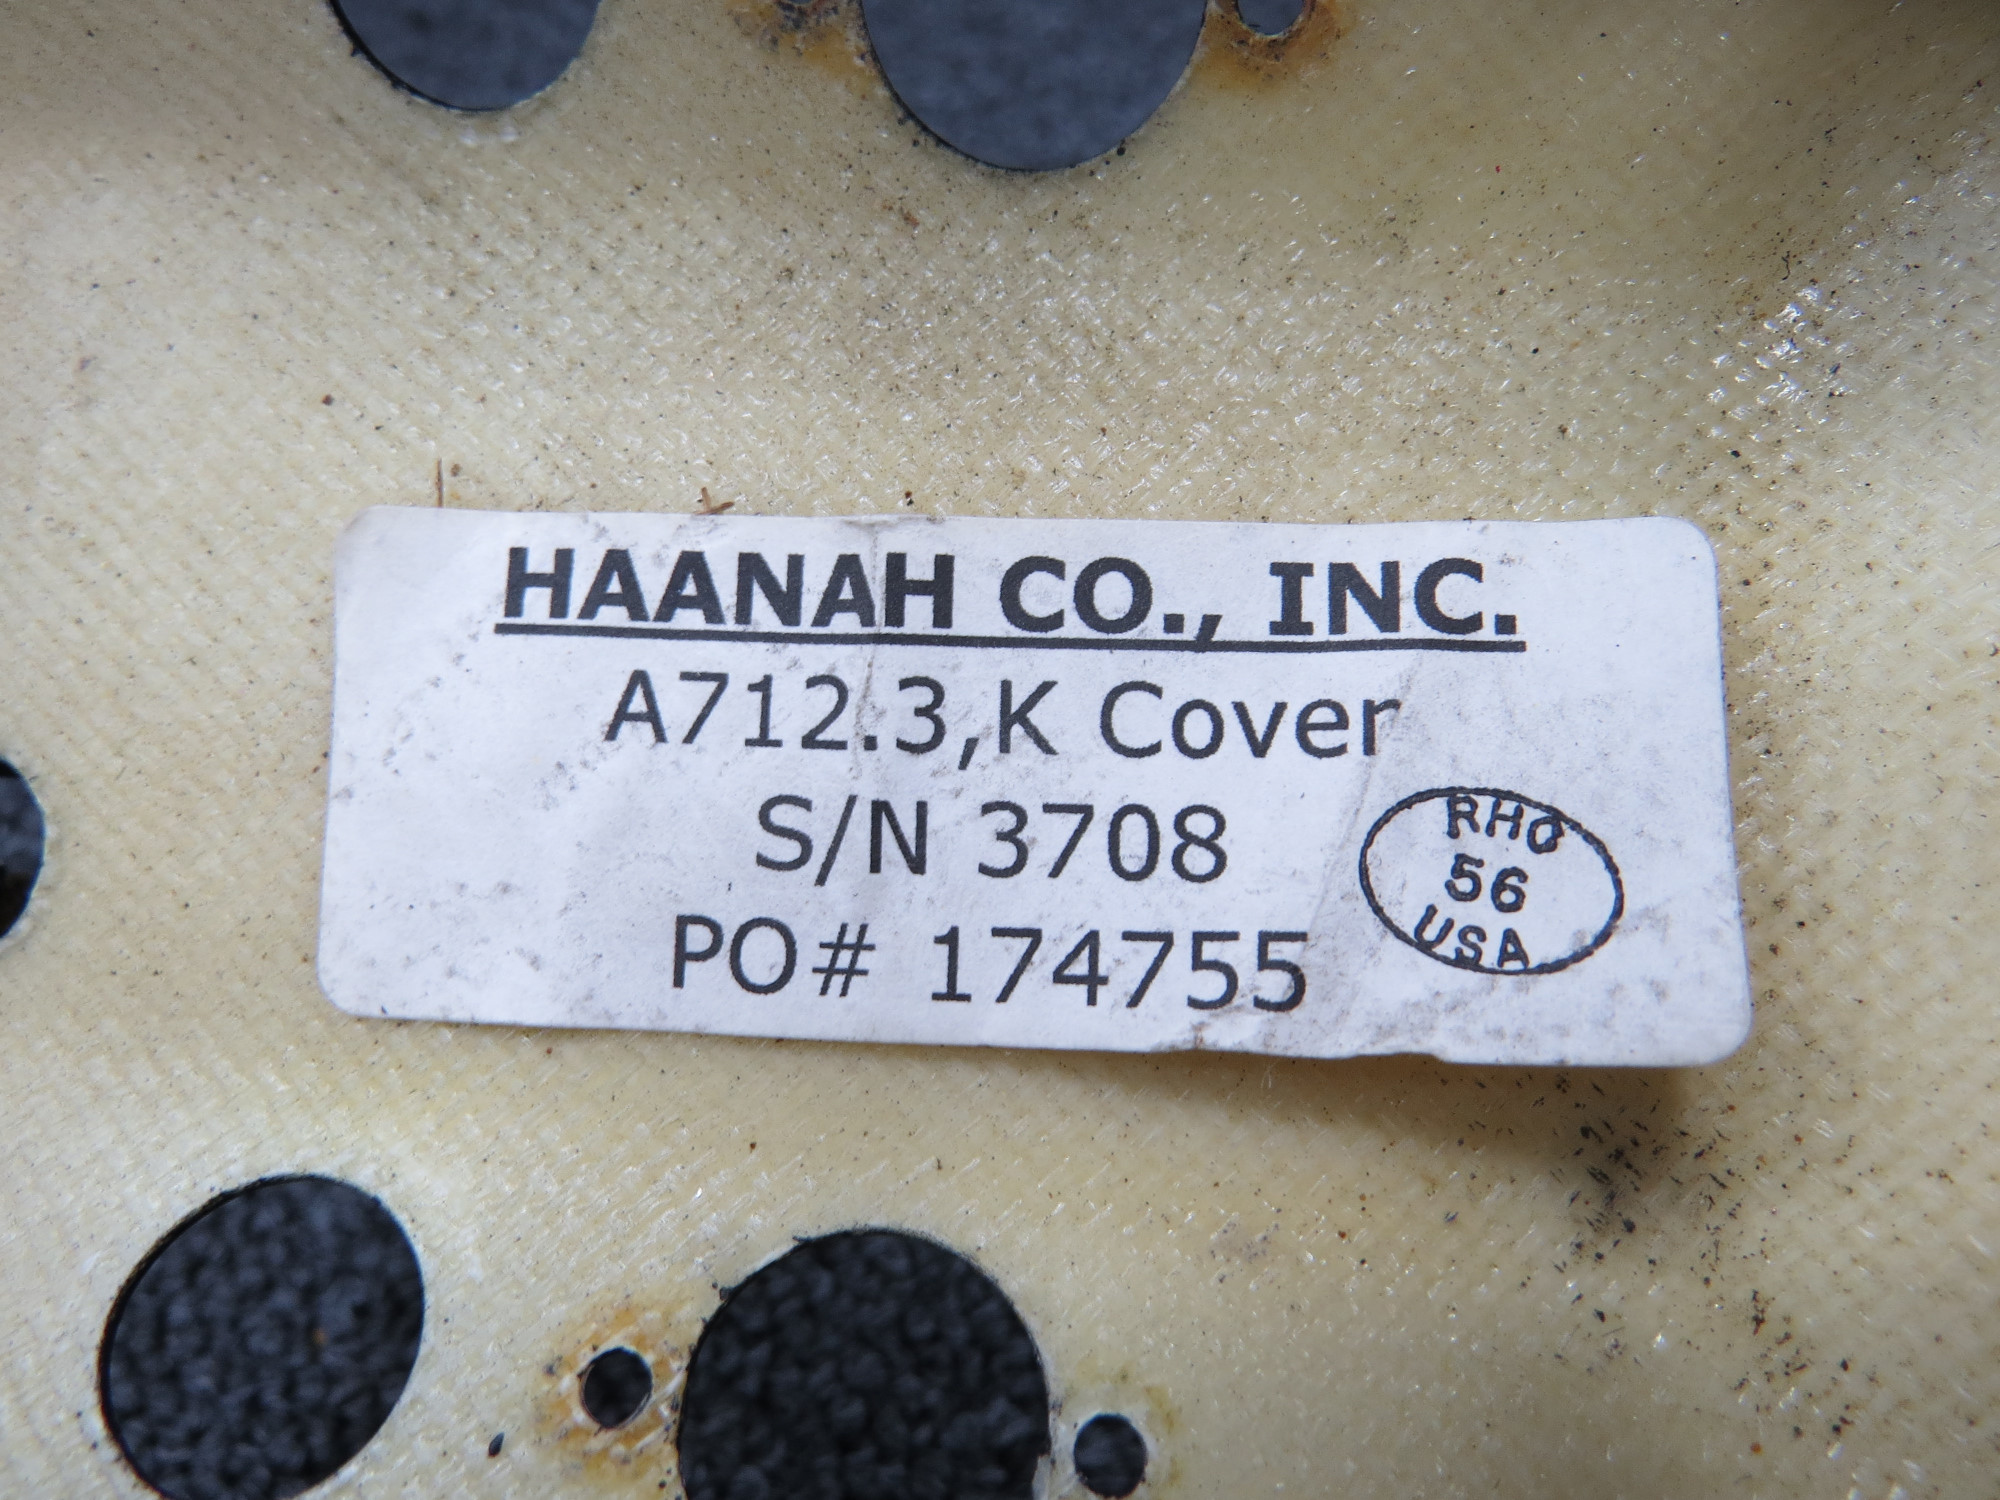 HAANAH CO., INC.
A712.3,K Cover
S/N 3708
PO# 174755
RHO
56
USA